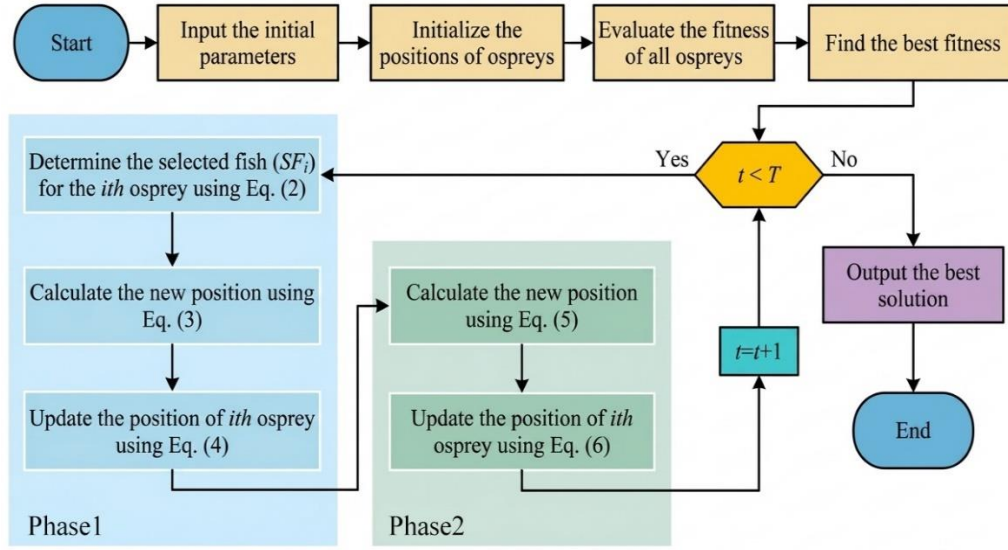 Start
Input the initial
parameters
Initialize the
positions of ospreys
Evaluate the fitness
of all ospreys
Find the best fitness
Yes
t < T
No
Determine the selected fish (SFi)
for the ith osprey using Eq. (2)
Calculate the new position using
Eq. (3)
Update the position of ith osprey
using Eq. (4)
Phase1
Calculate the new position
using Eq. (5)
Update the position of ith
osprey using Eq. (6)
Phase2
t=t+1
Output the best
solution
End